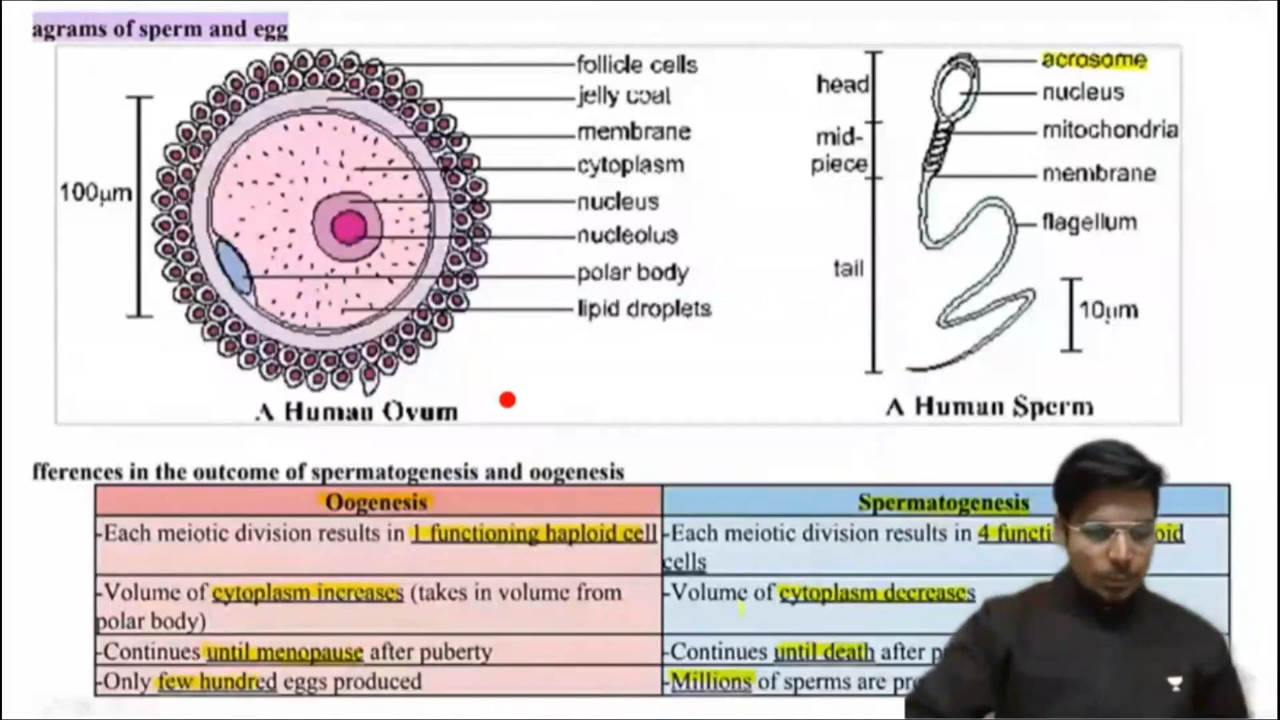 agrams of sperm and egg
follicle cells
jelly coat
membrane
cytoplasm
nucleus
nucleolus
polar body
lipid droplets
100µm
A Human Ovum
head
mid-
piece
tail
acrosome
nucleus
mitochondria
membrane
flagellum
10µm
A Human Sperm
fferences in the outcome of spermatogenesis and oogenesis
Oogenesis
Spermatogenesis
-Each meiotic division results in 1 functioning haploid cell
-Each meiotic division results in 4 functi oid
cells
-Volume of cytoplasm increases (takes in volume from
polar body)
-Volume of cytoplasm decreases
-Continues until menopause after puberty
-Continues until death after p
-Only few hundred eggs produced
-Millions of sperms are pr